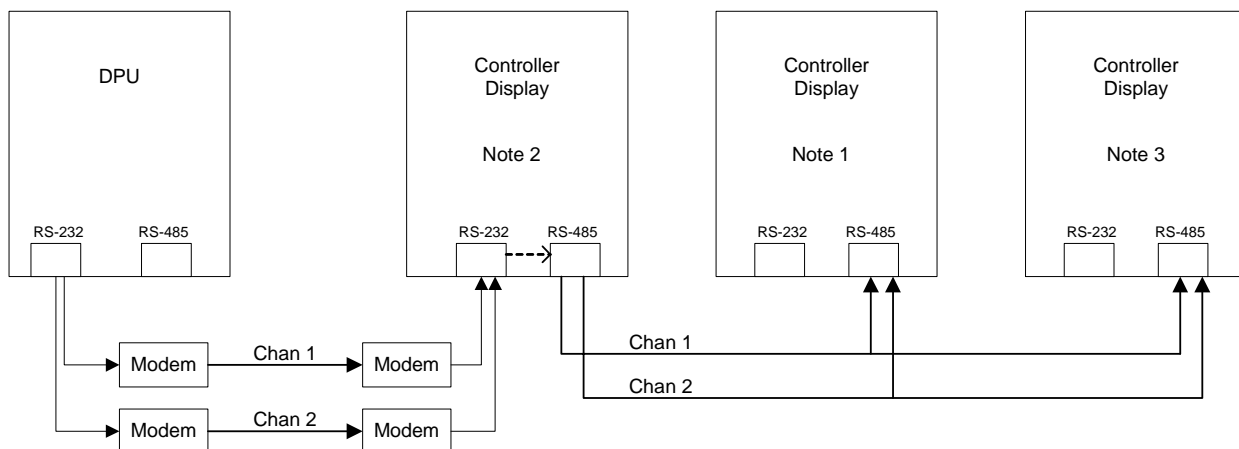 DPU
RS-232
RS-485
Controller
Display
Note 2
RS-232
RS-485
Controller
Display
Note 1
RS-232
RS-485
Controller
Display
Note 3
RS-232
RS-485
Modem
Chan 1
Modem
Chan 1
Modem
Chan 2
Modem
Chan 2